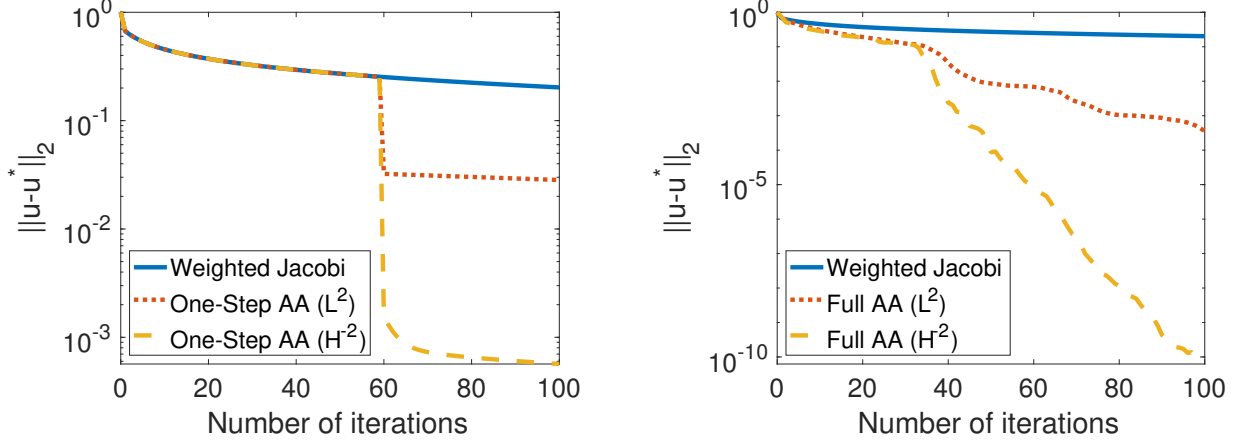 10^0
10^-1
10^-2
10^-3
||u-u^*||_2
0 20 40 60 80 100
Number of iterations
Weighted Jacobi
One-Step AA (L^2)
One-Step AA (H^-2)
10^0
10^-5
10^-10
||u-u^*||_2
0 20 40 60 80 100
Number of iterations
Weighted Jacobi
Full AA (L^2)
Full AA (H^-2)